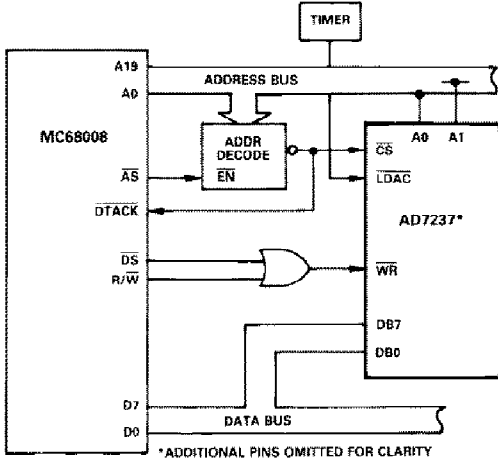 TIMER
A19
ADDRESS BUS
A0
MC68008
ADDR
DECODE
EN
A0 A1
CS
AS
LDAC
DTACK
AD7237*
DS
R/W
WR
DB7
DB0
D7
DATA BUS
D0
*ADDITIONAL PINS OMITTED FOR CLARITY